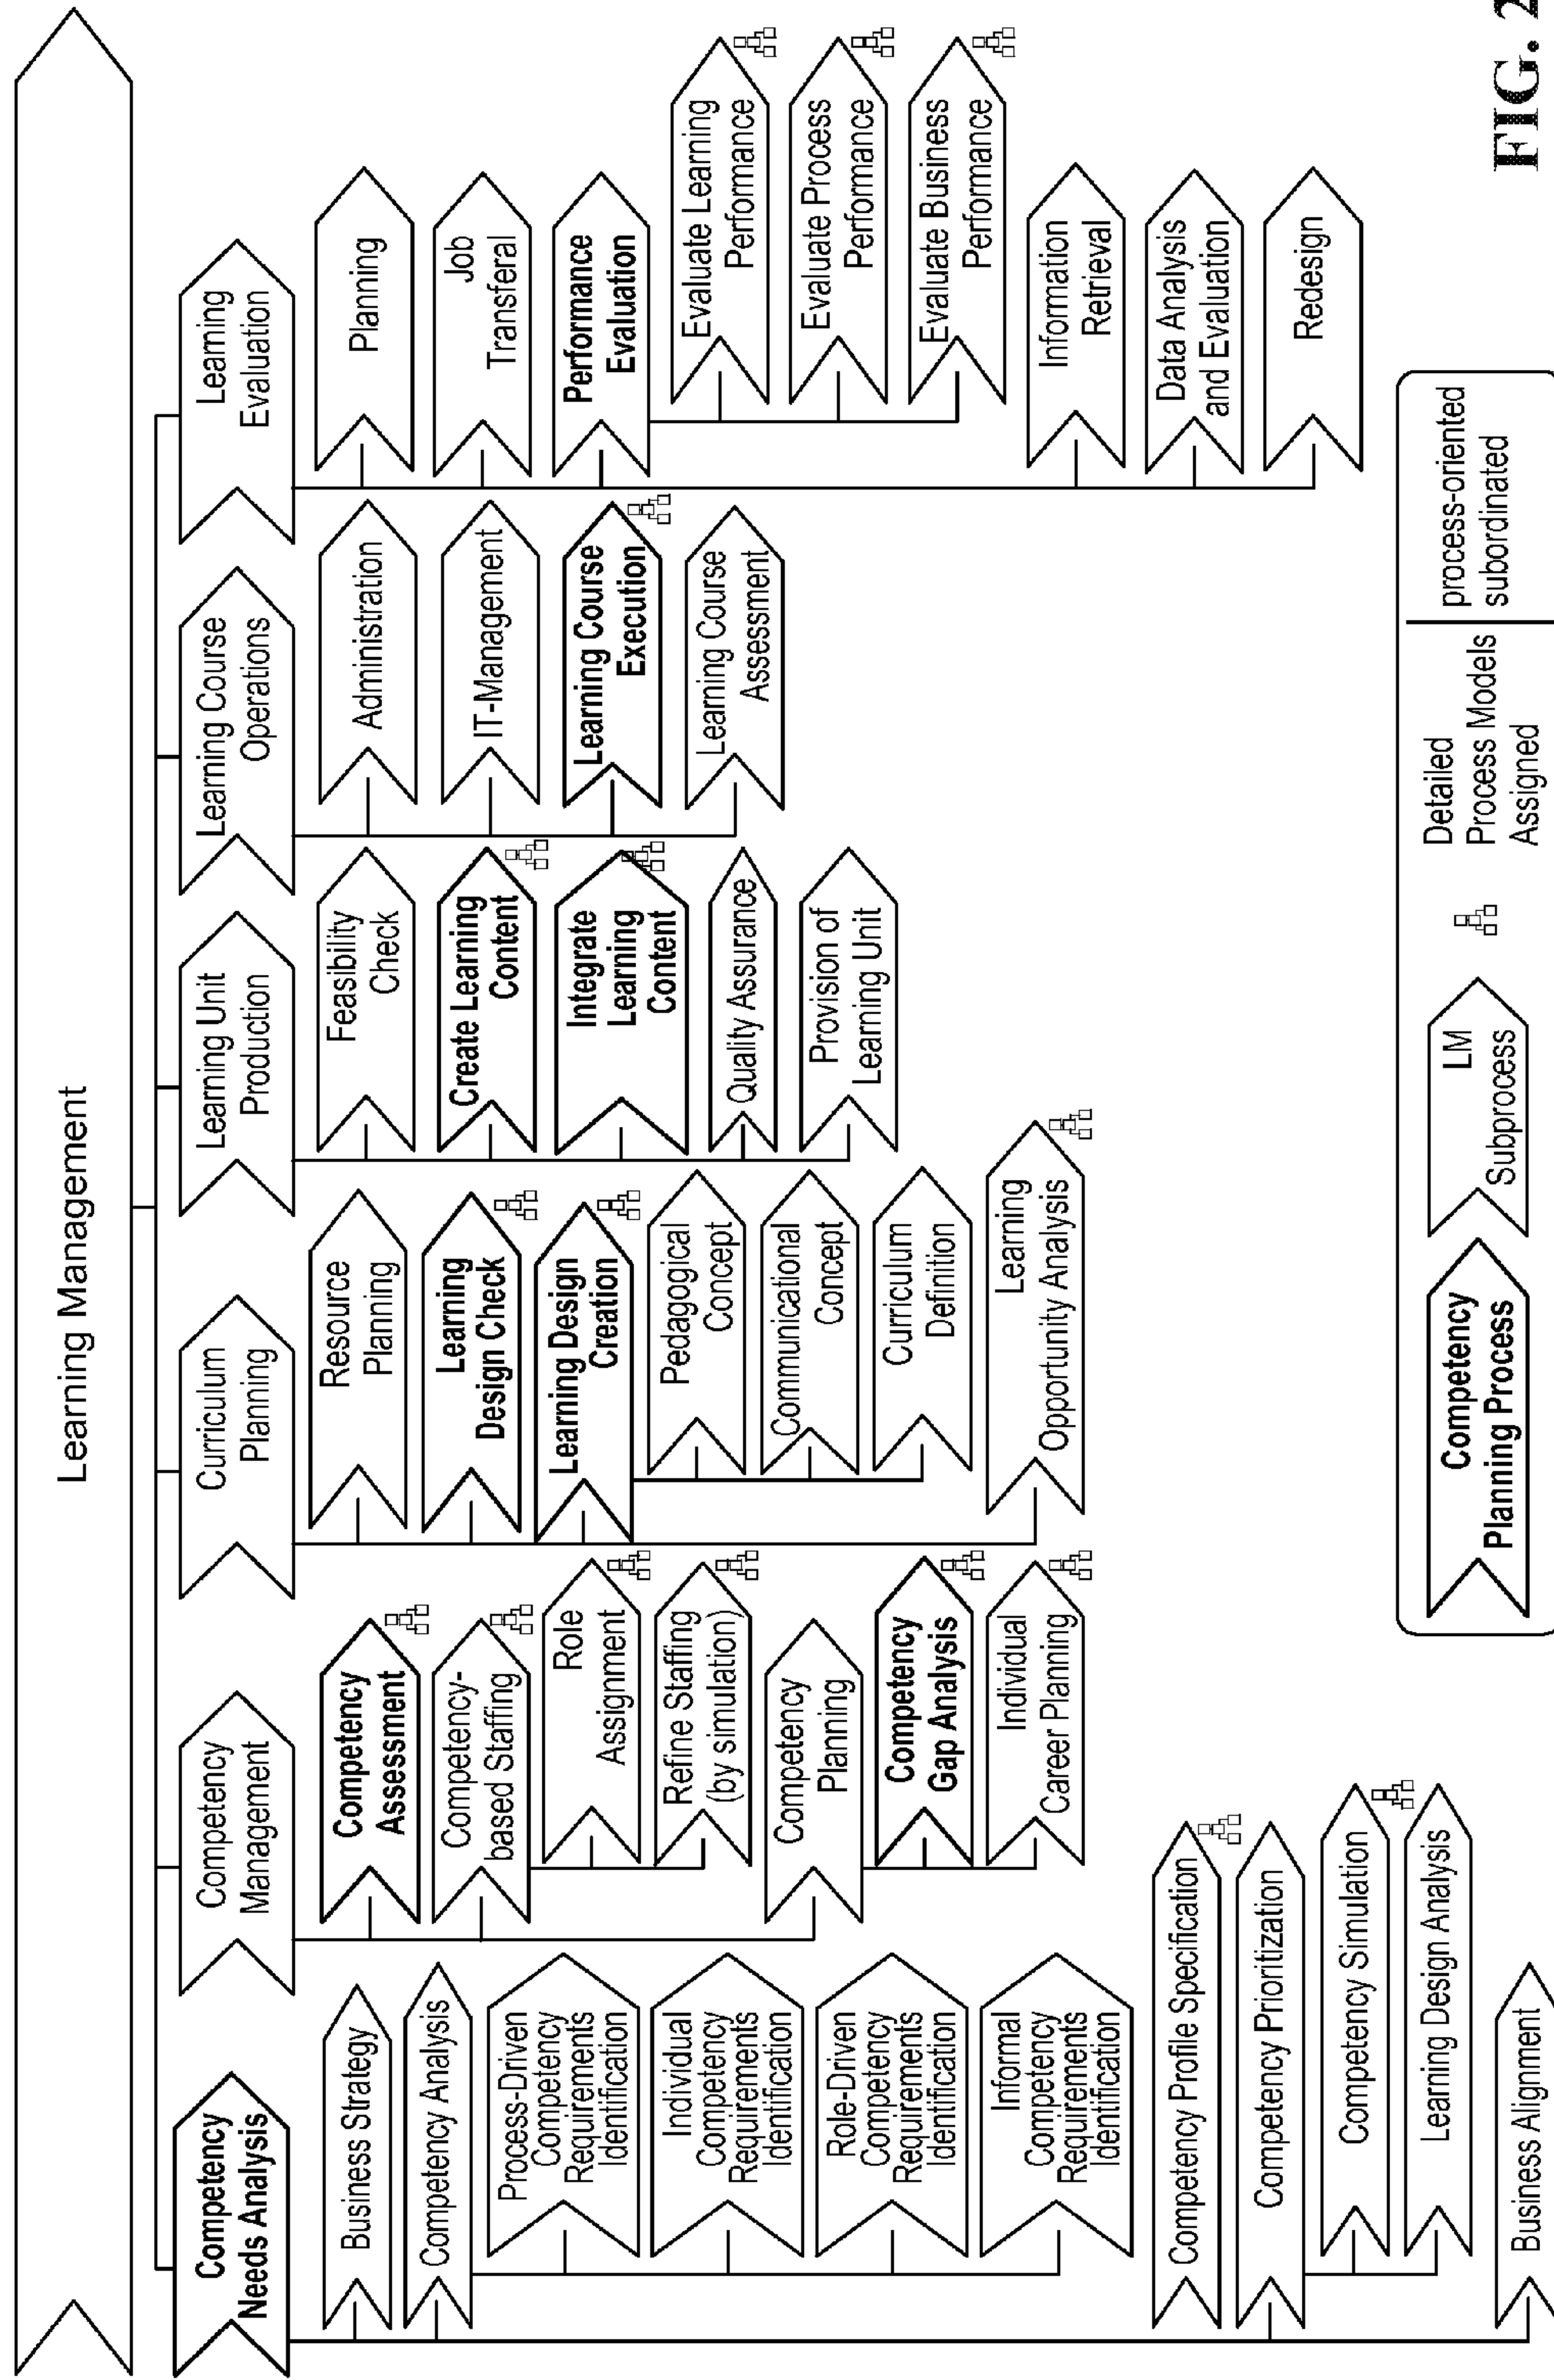 Learning Management
Competency
Needs Analysis
Business Strategy
Competency Analysis
Process-Driven
Competency
Requirements
Identification
Individual
Competency
Requirements
Identification
Role-Driven
Competency
Requirements
Identification
Informal
Competency
Requirements
Identification
Competency Profile Specification
Competency Prioritization
Competency Simulation
Learning Design Analysis
Business Alignment
Competency
Management
Competency
Assessment
Competency-
based Staffing
Role
Assignment
Refine Staffing
(by simulation)
Competency
Planning
Competency
Gap Analysis
Individual
Career Planning
Curriculum
Planning
Resource
Planning
Learning
Design Check
Learning Design
Creation
Pedagogical
Concept
Communicational
Concept
Curriculum
Definition
Learning
Opportunity Analysis
Learning Unit
Production
Feasibility
Check
Create Learning
Content
Integrate
Learning
Content
Quality Assurance
Provision of
Learning Unit
Learning Course
Operations
Administration
IT-Management
Learning Course
Execution
Learning Course
Assessment
Learning
Evaluation
Planning
Job
Transferal
Performance
Evaluation
Evaluate Learning
Performance
Evaluate Process
Performance
Evaluate Business
Performance
Information
Retrieval
Data Analysis
and Evaluation
Redesign
Competency
Planning Process
LM
Subprocess
Detailed
Process Models
Assigned
process-oriented
subordinated
FIG. 2